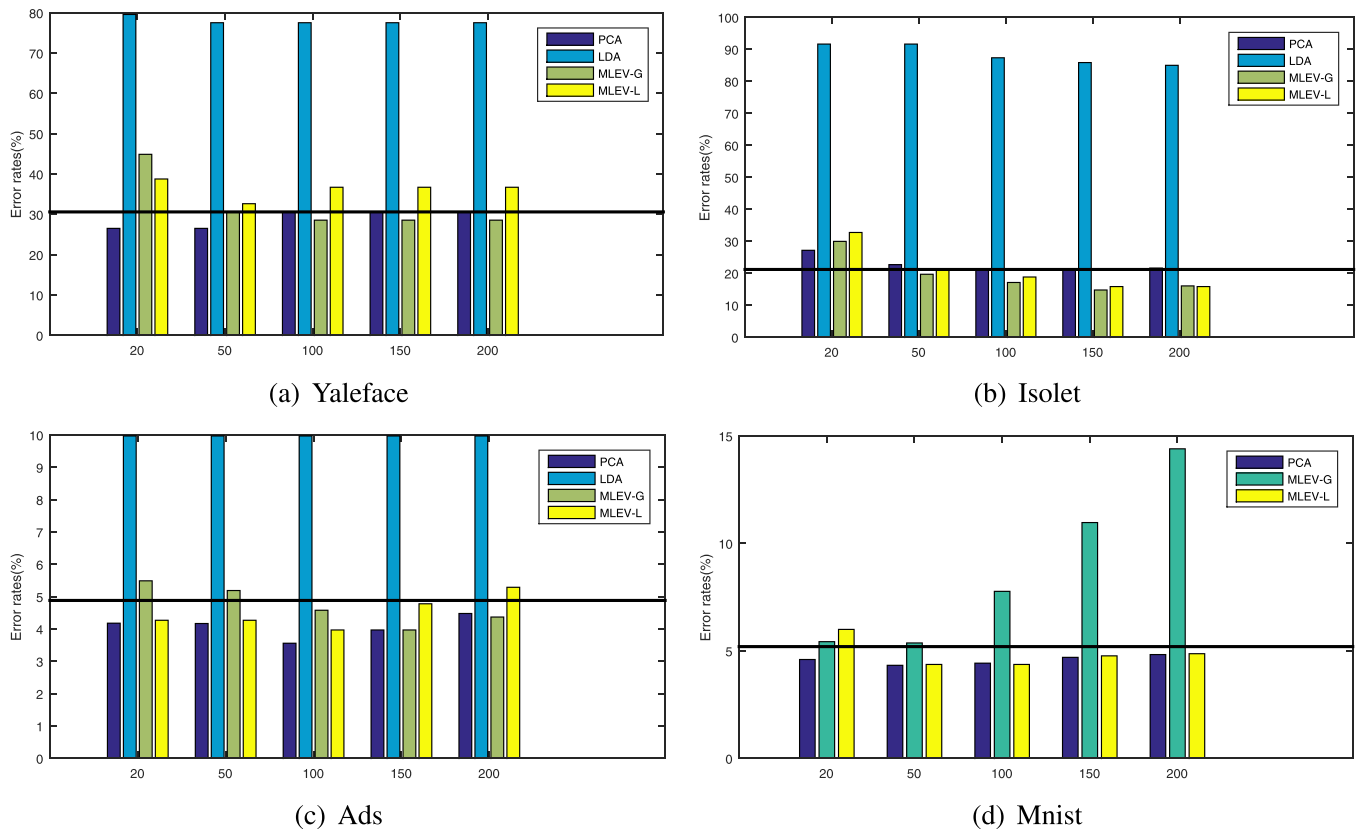 80
70
60
50
40
30
20
10
0
Error rates(%)
20 50 100 150 200
PCA
LDA
MLEV-G
MLEV-L
(a) Yaleface
100
90
80
70
60
50
40
30
20
10
0
Error rates(%)
20 50 100 150 200
PCA
LDA
MLEV-G
MLEV-L
(b) Isolet
10
9
8
7
6
5
4
3
2
1
0
Error rates(%)
20 50 100 150 200
PCA
LDA
MLEV-G
MLEV-L
(c) Ads
15
10
5
0
Error rates(%)
20 50 100 150 200
PCA
MLEV-G
MLEV-L
(d) Mnist